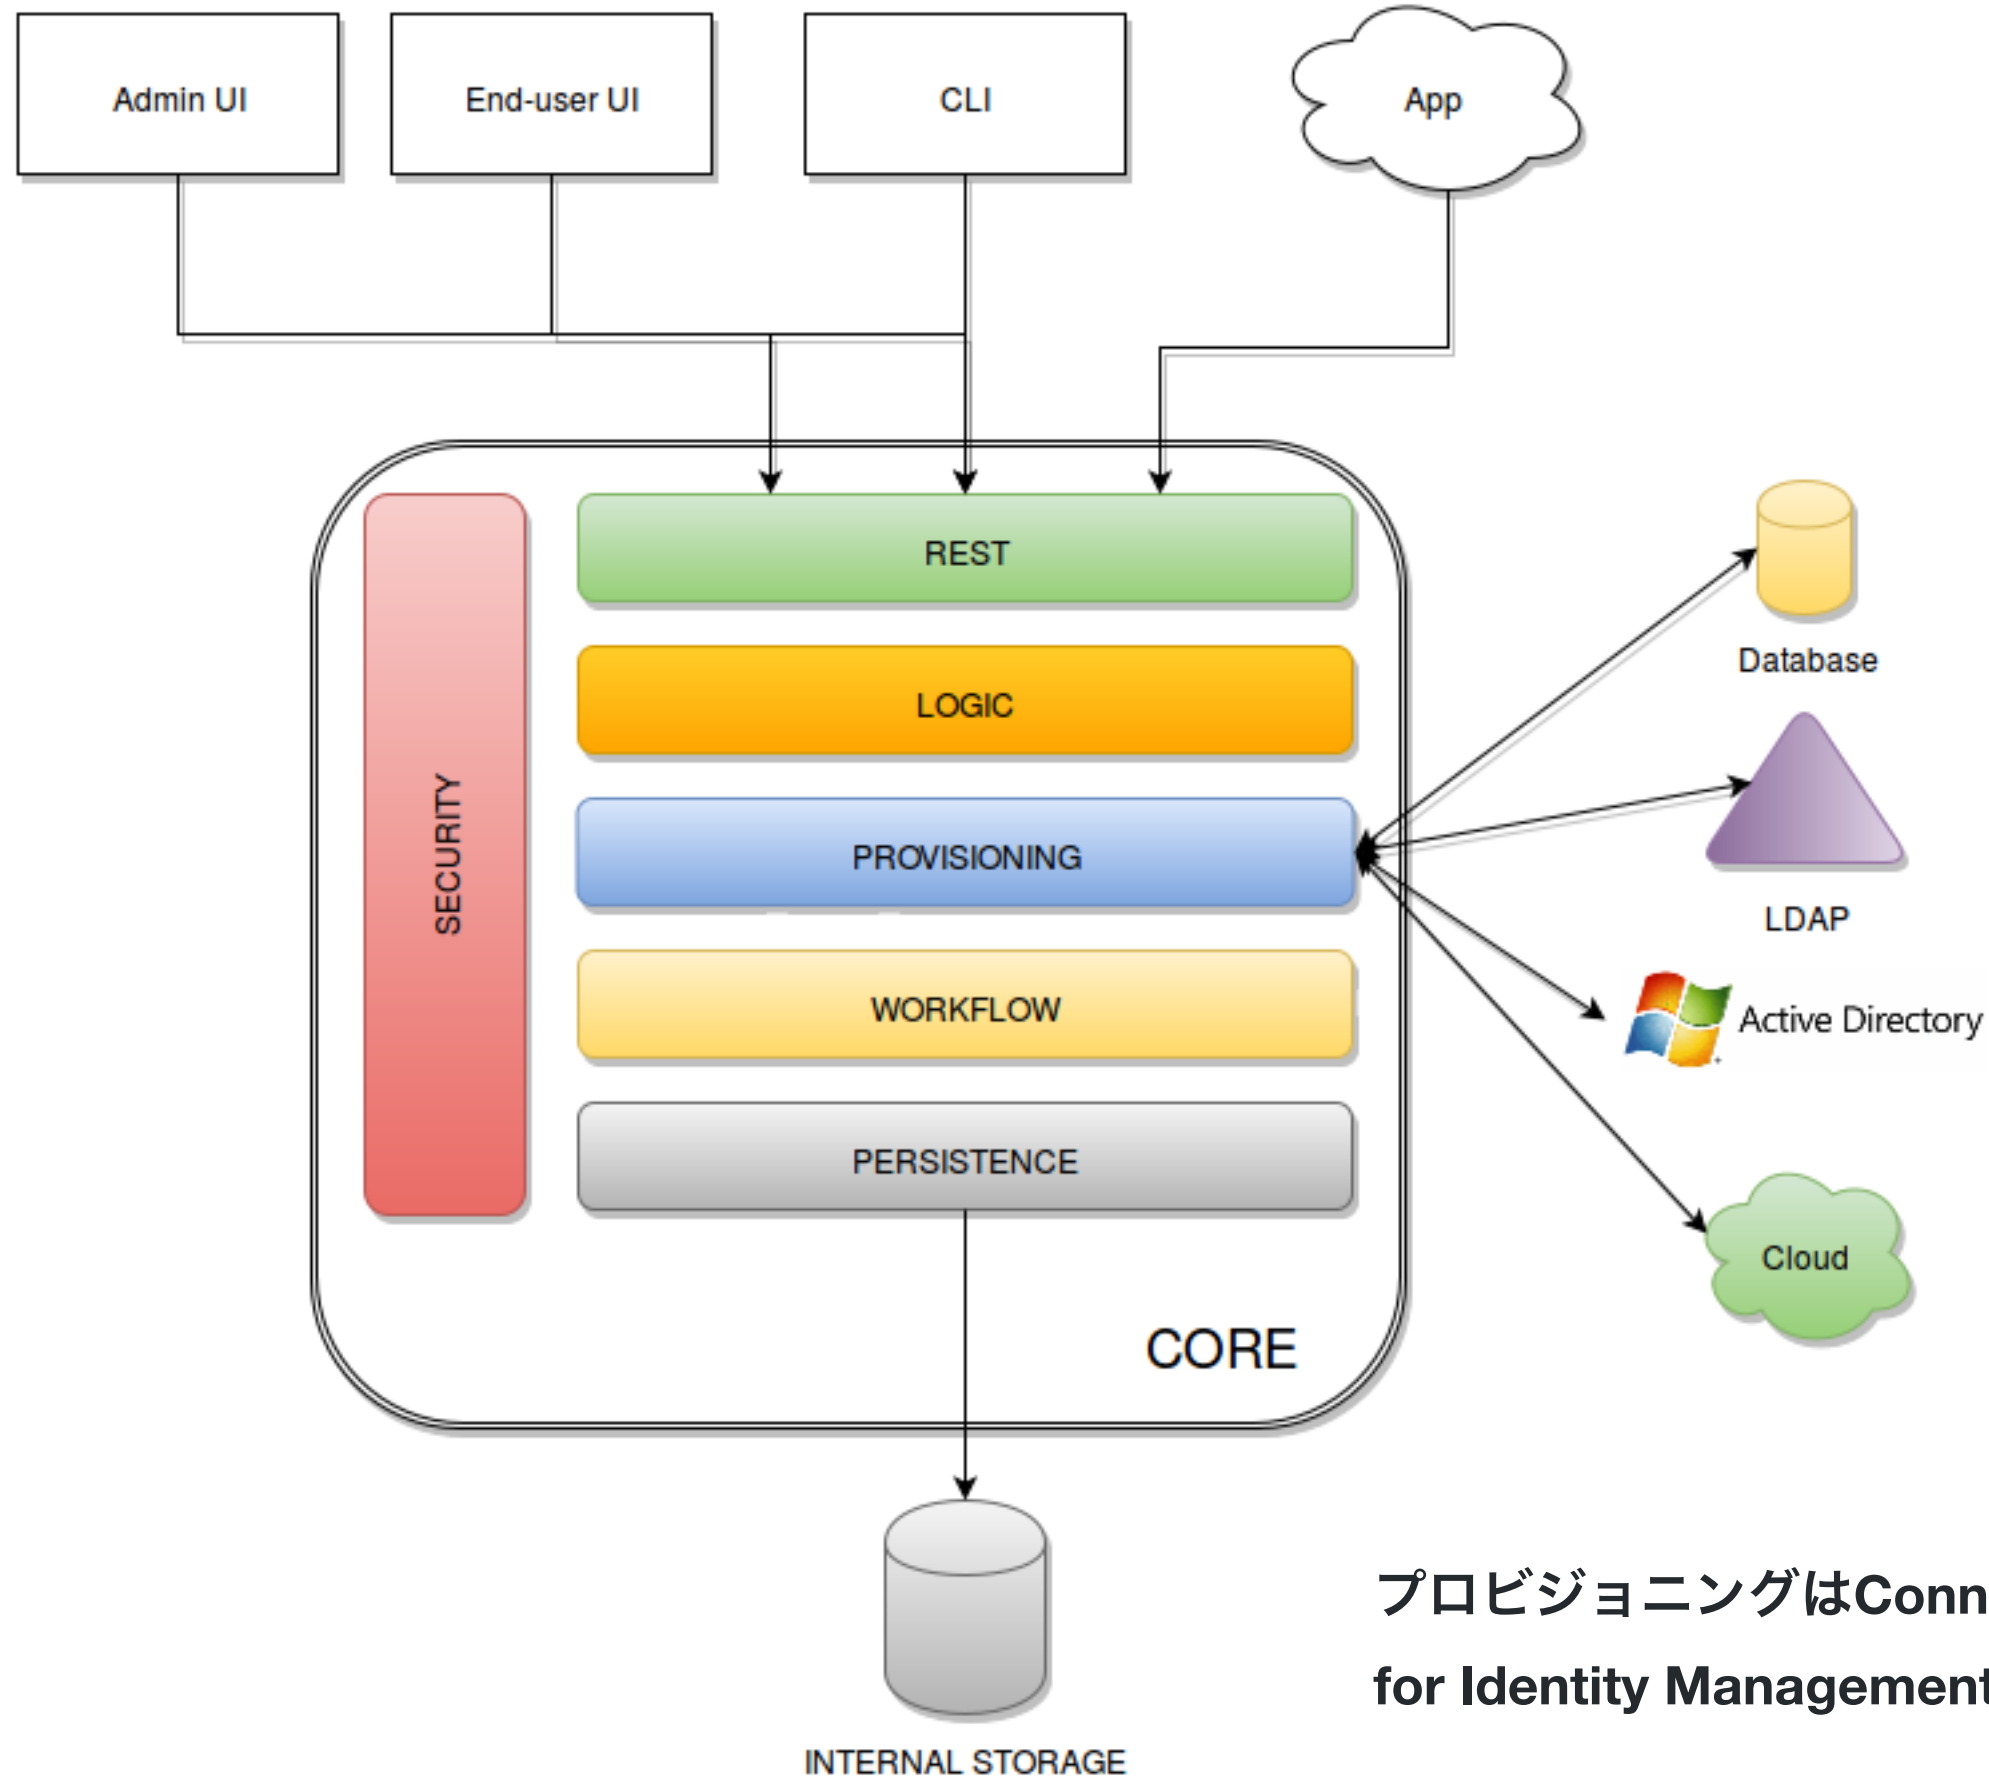 Admin UI
End-user UI
CLI
App
REST
LOGIC
PROVISIONING
WORKFLOW
PERSISTENCE
SECURITY
CORE
Database
LDAP
Active Directory
Cloud
INTERNAL STORAGE
プロビジョニングはConn
for Identity Management